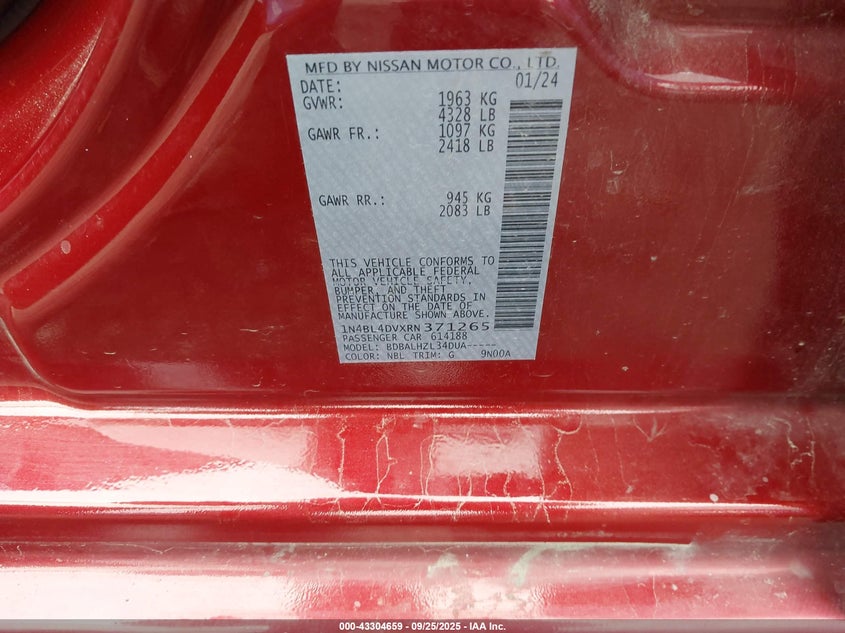 MFD BY NISSAN MOTOR CO., LTD.
DATE: 01/24
GVWR: 1963 KG
4328 LB
GAWR FR.: 1097 KG
2418 LB
GAWR RR.: 945 KG
2083 LB
THIS VEHICLE CONFORMS TO
ALL APPLICABLE FEDERAL
MOTOR VEHICLE SAFETY,
BUMPER, AND THEFT
PREVENTION STANDARDS IN
EFFECT ON THE DATE OF
MANUFACTURE SHOWN ABOVE.
1N4BL4DVXRN371265
PASSENGER CAR 614188
MODEL: BDBALHZL34DUA-----
COLOR: NBL TRIM: G 9N00A
000-43304659 - 09/25/2025 - IAA Inc.